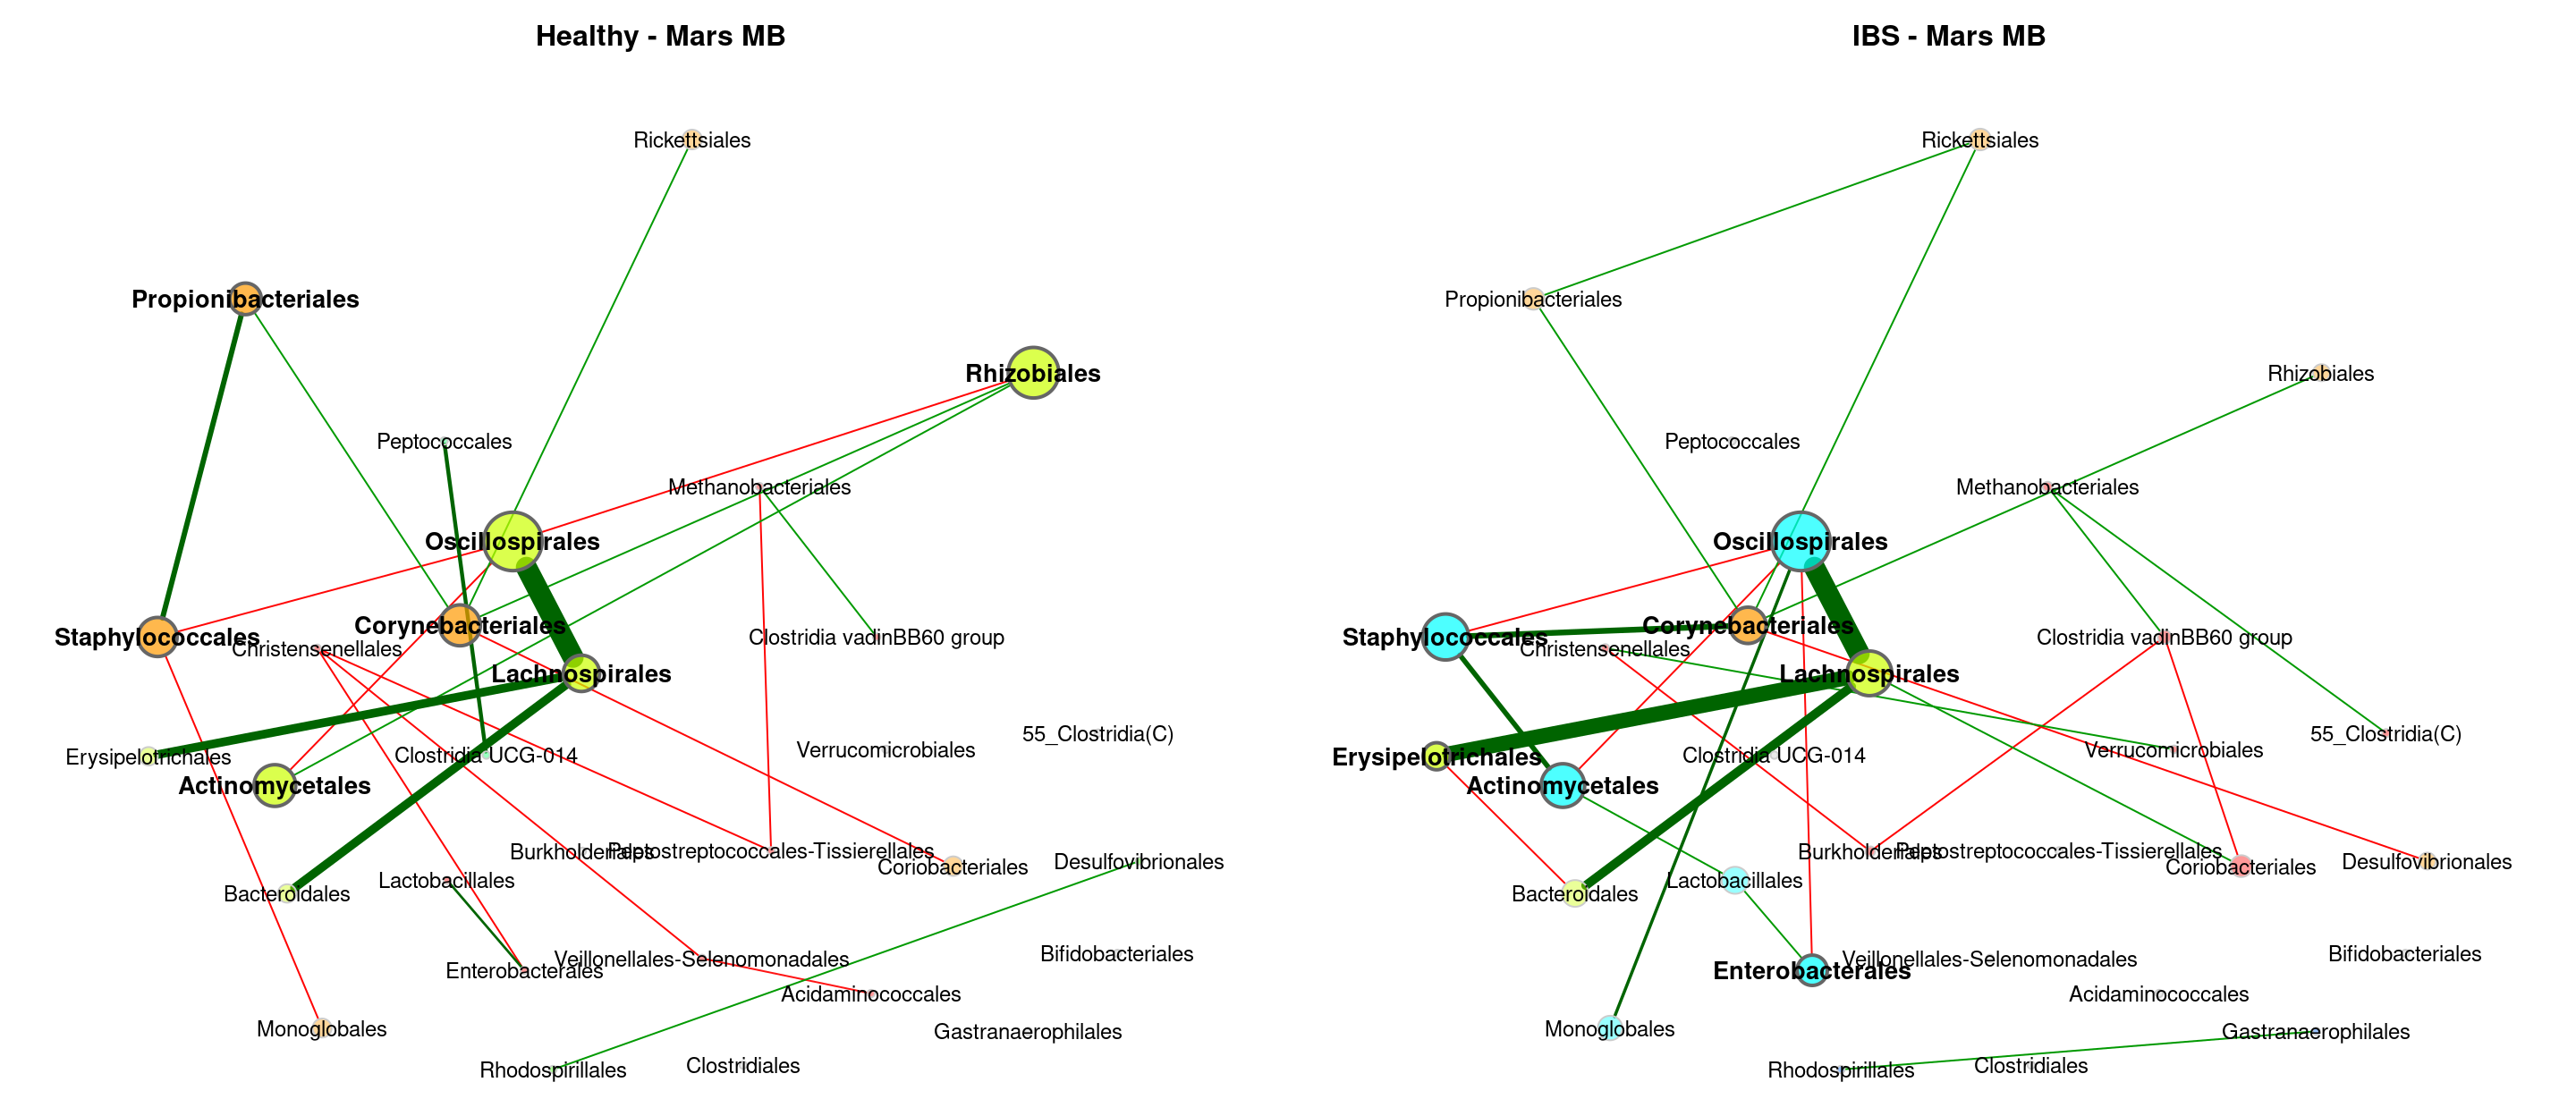 Healthy - Mars MB
Rickettsiales
Propionibacteriales
Rhizobiales
Peptococcales
Methanobacteriales
Oscillospirales
Corynebacteriales
Staphylococcales
Christensenellales
Clostridia vadinBB60 group
Lachnospirales
55_Clostridia(C)
Verrucomicrobiales
Erysipelotrichales
Clostridia UCG-014
Actinomycetales
Burkholderiales
Peptostreptococcales-Tissierellales
Coriobacteriales
Desulfovibrionales
Lactobacillales
Bacteroidales
Bifidobacteriales
Veillonellales-Selenomonadales
Enterobacterales
Acidaminococcales
Monoglobales
Gastranaerophilales
Rhodospirillales
Clostridiales
IBS - Mars MB
Rickettsiales
Propionibacteriales
Rhizobiales
Peptococcales
Methanobacteriales
Oscillospirales
Corynebacteriales
Staphylococcales
Christensenellales
Clostridia vadinBB60 group
Lachnospirales
55_Clostridia(C)
Verrucomicrobiales
Erysipelotrichales
Clostridia UCG-014
Actinomycetales
Burkholderiales
Peptostreptococcales-Tissierellales
Coriobacteriales
Desulfovibrionales
Lactobacillales
Bacteroidales
Bifidobacteriales
Veillonellales-Selenomonadales
Enterobacterales
Acidaminococcales
Monoglobales
Gastranaerophilales
Rhodospirillales
Clostridiales